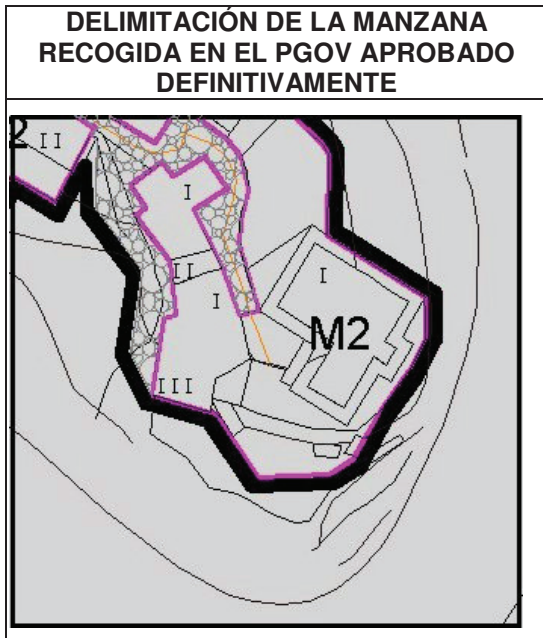 DELIMITACIÓN DE LA MANZANA
RECOGIDA EN EL PGOV APROBADO
DEFINITIVAMENTE
2 II
I
II
I
I
M2
III